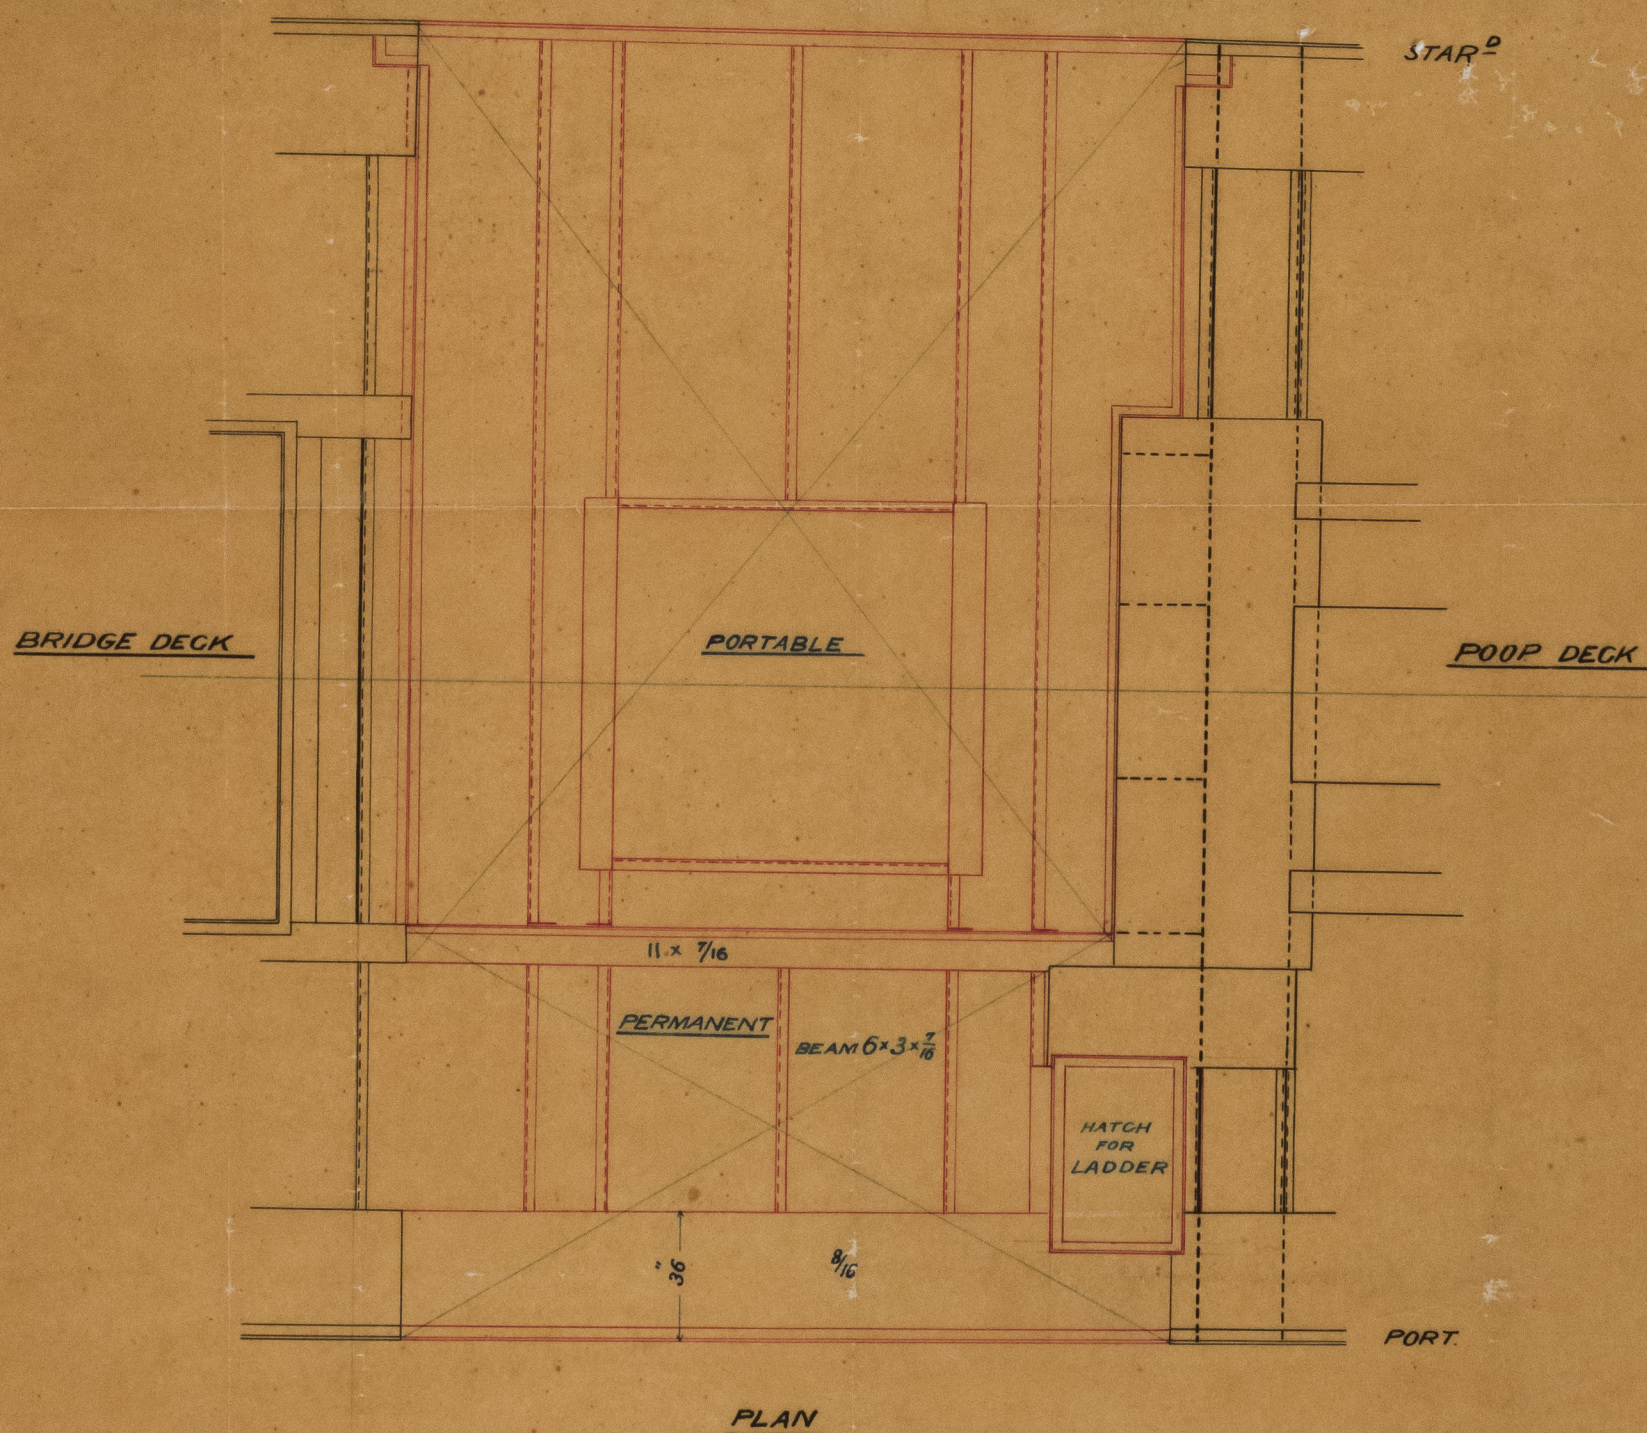 STARᴰ
BRIDGE DECK
PORTABLE
POOP DECK
11 x 7/16
PERMANENT
BEAM 6 x 3 x 7/16
HATCH
FOR
LADDER
36"
8/16
PORT.
PLAN